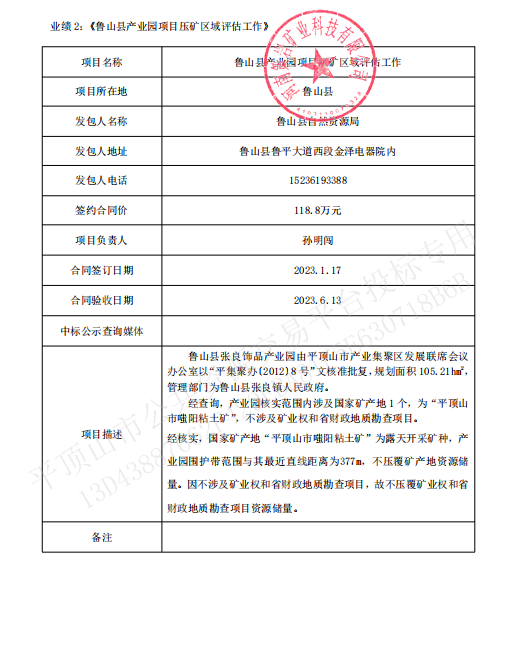 业绩 2：《鲁山县产业园项目压矿区域评估工作》
项目名称 鲁山县产业园项目压矿区域评估工作
项目所在地 鲁山县
发包人名称 鲁山县自然资源局
发包人地址 鲁山县鲁平大道西段金泽电器院内
发包人电话 15236193388
签约合同价 118.8万元
项目负责人 孙明闯
合同签订日期 2023.1.17
合同验收日期 2023.6.13
中标公示查询媒体
项目描述
鲁山县张良饰品产业园由平顶山市产业集聚区发展联席会议
办公室以“平集聚办(2012)8 号”文核准批复，规划面积 105.21hm²，
管理部门为鲁山县张良镇人民政府。
经查询，产业园核实范围内涉及国家矿产地 1 个，为“平顶山
市嗤阳粘土矿”，不涉及矿业权和省财政地质勘查项目。
经核实，国家矿产地“平顶山市嗤阳粘土矿”为露天开采矿种，产
业园围护带范围与其最近直线距离为377m，不压覆矿产地资源储
量。因不涉及矿业权和省财政地质勘查项目，故不压覆矿业权和省
财政地质勘查项目资源储量。
备注